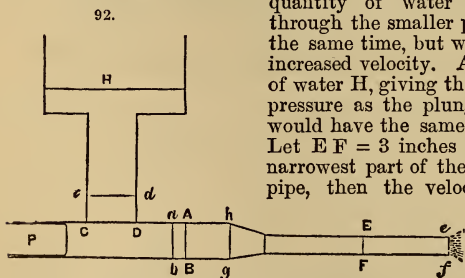 92.
quantity of water
through the smaller p
the same time, but w
increased velocity. A
of water H, giving th
pressure as the plun
would have the same
Let E F = 3 inches
narrowest part of the
pipe, then the veloc
H
c d
C D
a A h
P
b B g
E
F
e
f